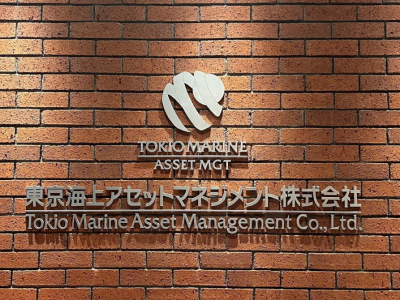 TOKIO MARINE
ASSET MGT
東京海上アセットマネジメント株式会社
Tokio Marine Asset Management Co., Ltd.